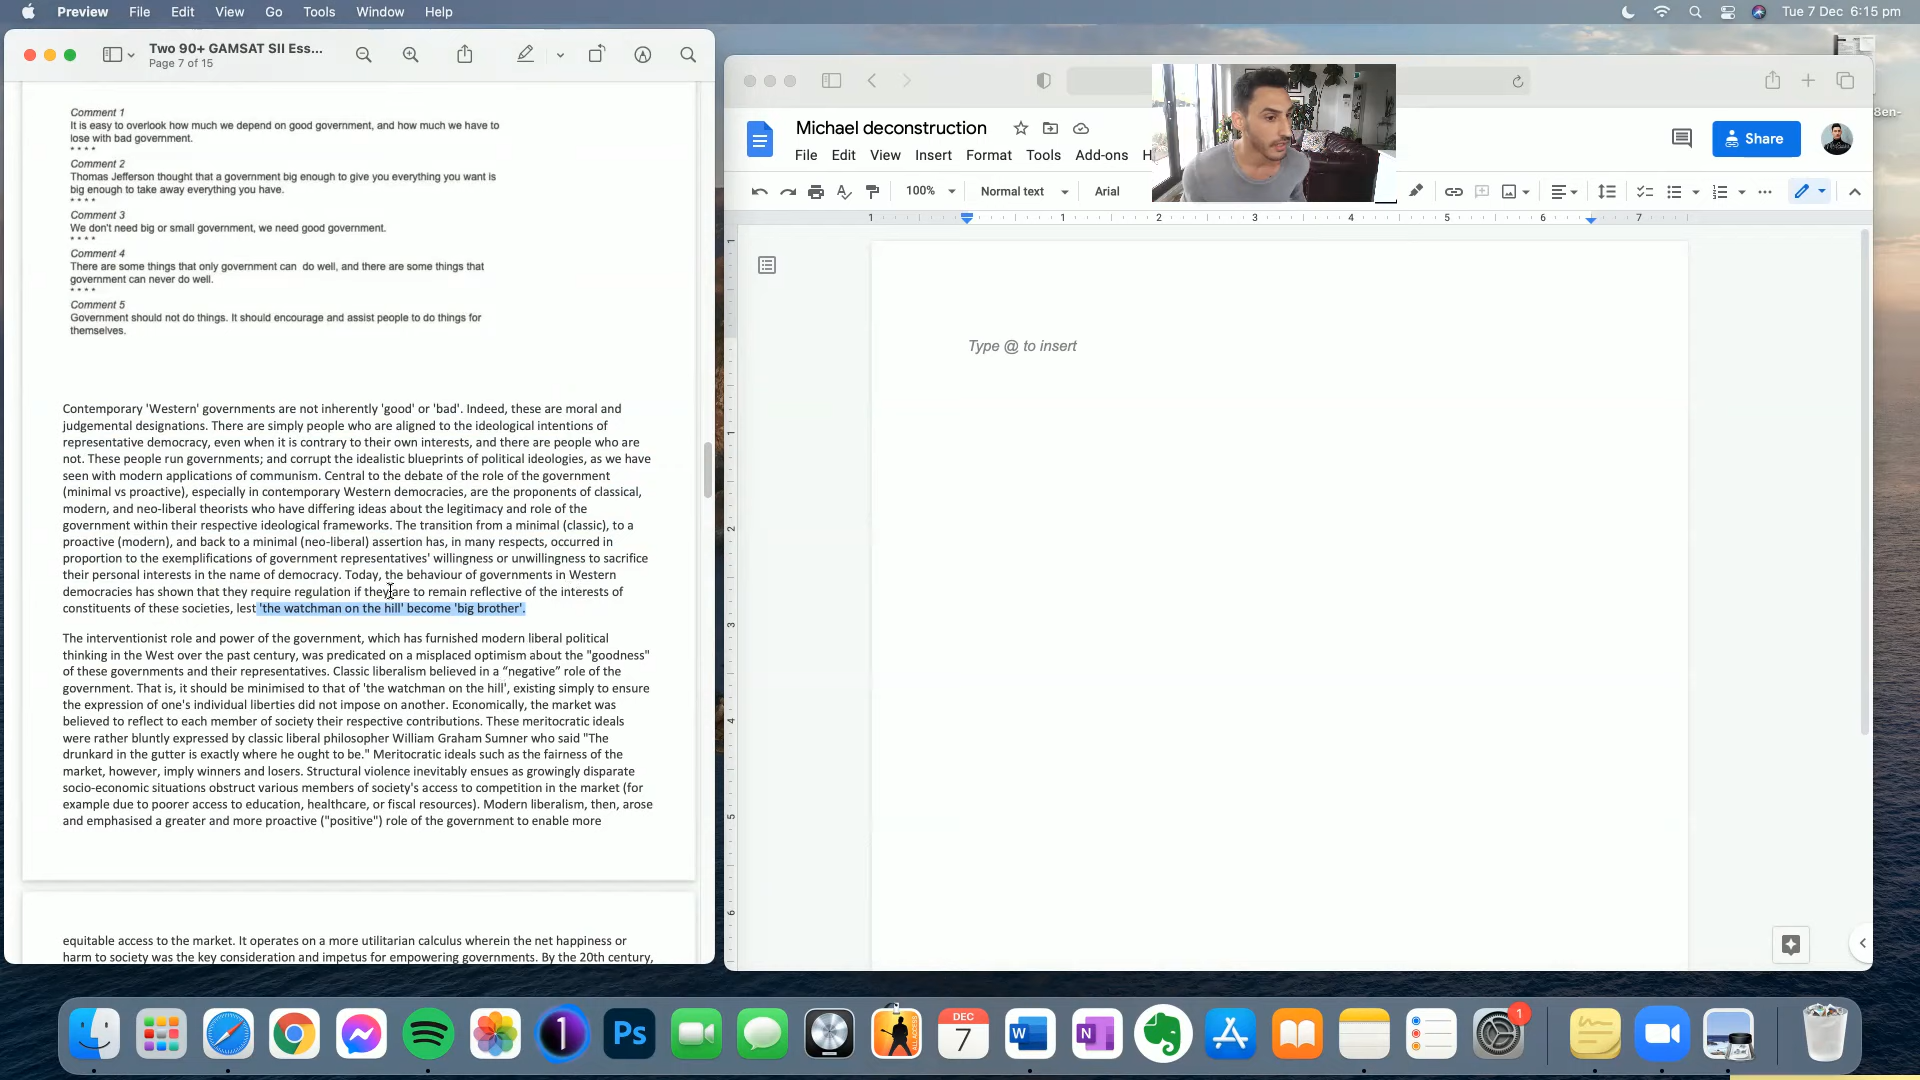 Preview File Edit View Go Tools Window Help
Tue 7 Dec 6:15 pm
Two 90+ GAMSAT SII Ess...
Page 7 of 15
Comment 1
It is easy to overlook how much we depend on good government, and how much we have to
lose with bad government.
* * * *
Comment 2
Thomas Jefferson thought that a government big enough to give you everything you want is
big enough to take away everything you have.
* * * *
Comment 3
We don't need big or small government, we need good government.
* * * *
Comment 4
There are some things that only government can do well, and there are some things that
government can never do well.
* * * *
Comment 5
Government should not do things. It should encourage and assist people to do things for
themselves.
Contemporary 'Western' governments are not inherently 'good' or 'bad'. Indeed, these are moral and
judgemental designations. There are simply people who are aligned to the ideological intentions of
representative democracy, even when it is contrary to their own interests, and there are people who are
not. These people run governments; and corrupt the idealistic blueprints of political ideologies, as we have
seen with modern applications of communism. Central to the debate of the role of the government
(minimal vs proactive), especially in contemporary Western democracies, are the proponents of classical,
modern, and neo-liberal theorists who have differing ideas about the legitimacy and role of the
government within their respective ideological frameworks. The transition from a minimal (classic), to a
proactive (modern), and back to a minimal (neo-liberal) assertion has, in many respects, occurred in
proportion to the exemplifications of government representatives' willingness or unwillingness to sacrifice
their personal interests in the name of democracy. Today, the behaviour of governments in Western
democracies has shown that they require regulation if they are to remain reflective of the interests of
constituents of these societies, lest 'the watchman on the hill' become 'big brother'.
The interventionist role and power of the government, which has furnished modern liberal political
thinking in the West over the past century, was predicated on a misplaced optimism about the "goodness"
of these governments and their representatives. Classic liberalism believed in a “negative” role of the
government. That is, it should be minimised to that of 'the watchman on the hill', existing simply to ensure
the expression of one's individual liberties did not impose on another. Economically, the market was
believed to reflect to each member of society their respective contributions. These meritocratic ideals
were rather bluntly expressed by classic liberal philosopher William Graham Sumner who said "The
drunkard in the gutter is exactly where he ought to be." Meritocratic ideals such as the fairness of the
market, however, imply winners and losers. Structural violence inevitably ensues as growingly disparate
socio-economic situations obstruct various members of society's access to competition in the market (for
example due to poorer access to education, healthcare, or fiscal resources). Modern liberalism, then, arose
and emphasised a greater and more proactive ("positive") role of the government to enable more
equitable access to the market. It operates on a more utilitarian calculus wherein the net happiness or
harm to society was the key consideration and impetus for empowering governments. By the 20th century,
Michael deconstruction
File Edit View Insert Format Tools Add-ons H
Share
100% Normal text Arial
1 1 2 3 4 5 6 7
1
1
2
3
4
5
6
Type @ to insert
8en-
1
Ps
DEC
7
W
N
1